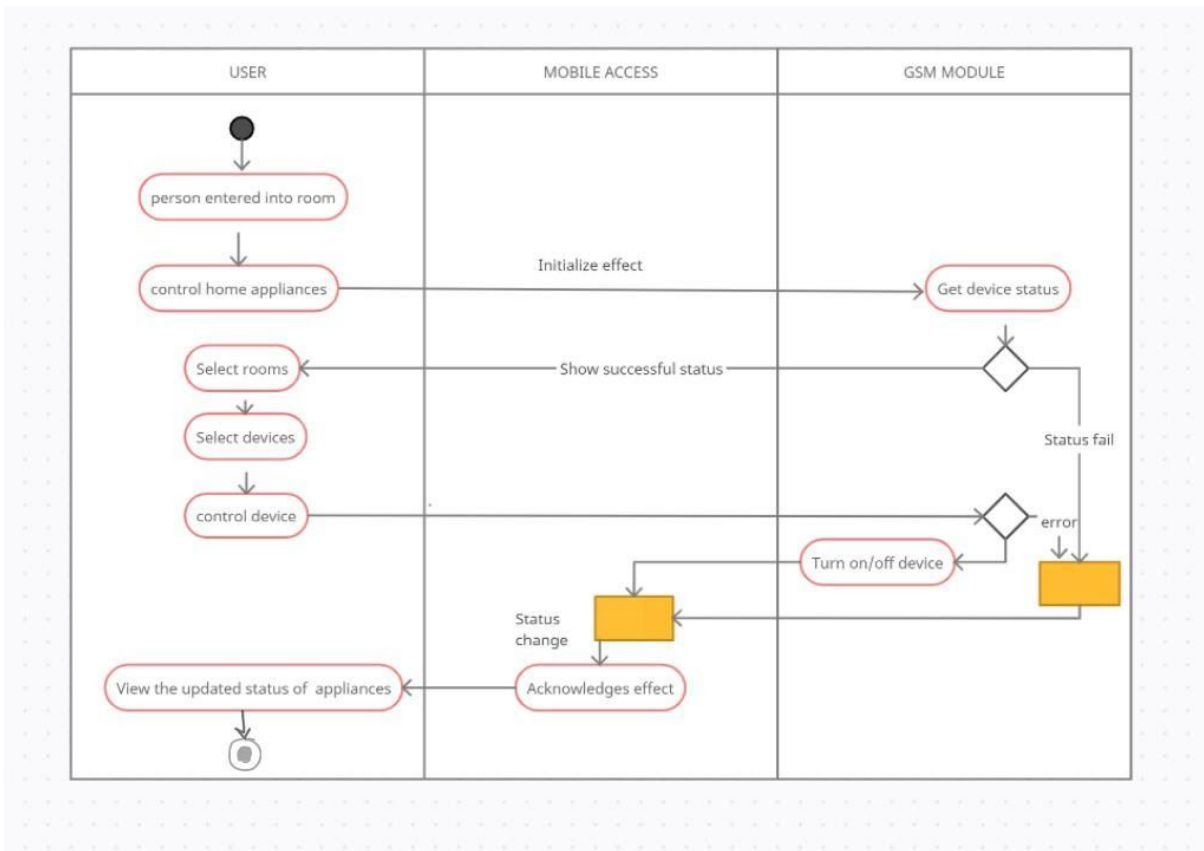 USER
MOBILE ACCESS
GSM MODULE
person entered into room
Initialize effect
control home appliances
Get device status
Select rooms
Show successful status
Select devices
Status fail
control device
error
Turn on/off device
Status
change
View the updated status of appliances
Acknowledges effect